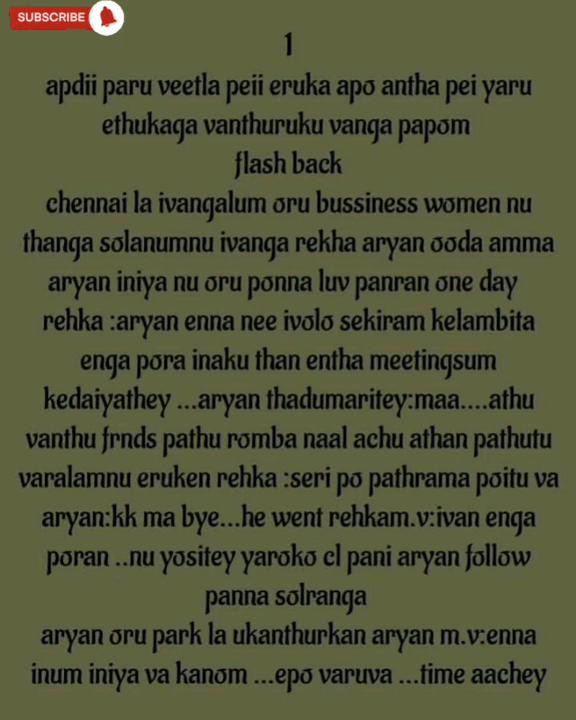 SUBSCRIBE
1
apdii paru veetla peii eruka apo antha pei yaru
ethukaga vanthuruku vanga papom
flash back
chennai la ivangalum oru bussiness women nu
thanga solanumnu ivanga rekha aryan ooda amma
aryan iniya nu oru ponna luv panran one day
rehka :aryan enna nee ivolo sekiram kelambita
enga pora inaku than entha meetingsum
kedaiyathey ...aryan thadumaritey:maa....athu
vanthu frnds pathu romba naal achu athan pathutu
varalamnu eruken rehka :seri po pathrama poitu va
aryan:kk ma bye...he went rehkam.v:ivan enga
poran ..nu yositey yaroko cl pani aryan follow
panna solranga
aryan oru park la ukanthurkan aryan m.v:enna
inum iniya va kanom ...epo varuva ...time aachey